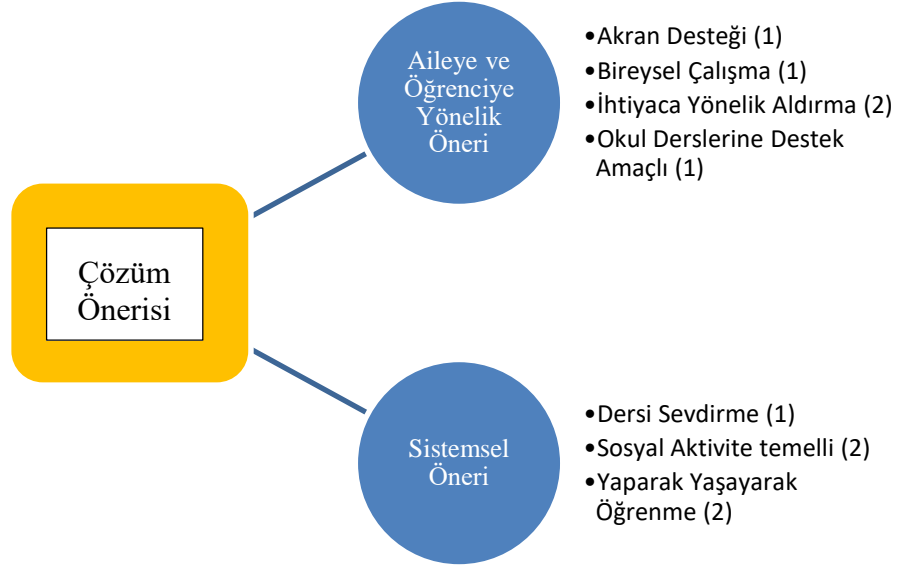 Çözüm
Önerisi
Aileye ve
Öğrenciye
Yönelik
Öneri
•Akran Desteği (1)
•Bireysel Çalışma (1)
•İhtiyaca Yönelik Aldırma (2)
•Okul Derslerine Destek
Amaçlı (1)
Sistemsel
Öneri
•Dersi Sevdirme (1)
•Sosyal Aktivite temelli (2)
•Yaparak Yaşayarak
Öğrenme (2)